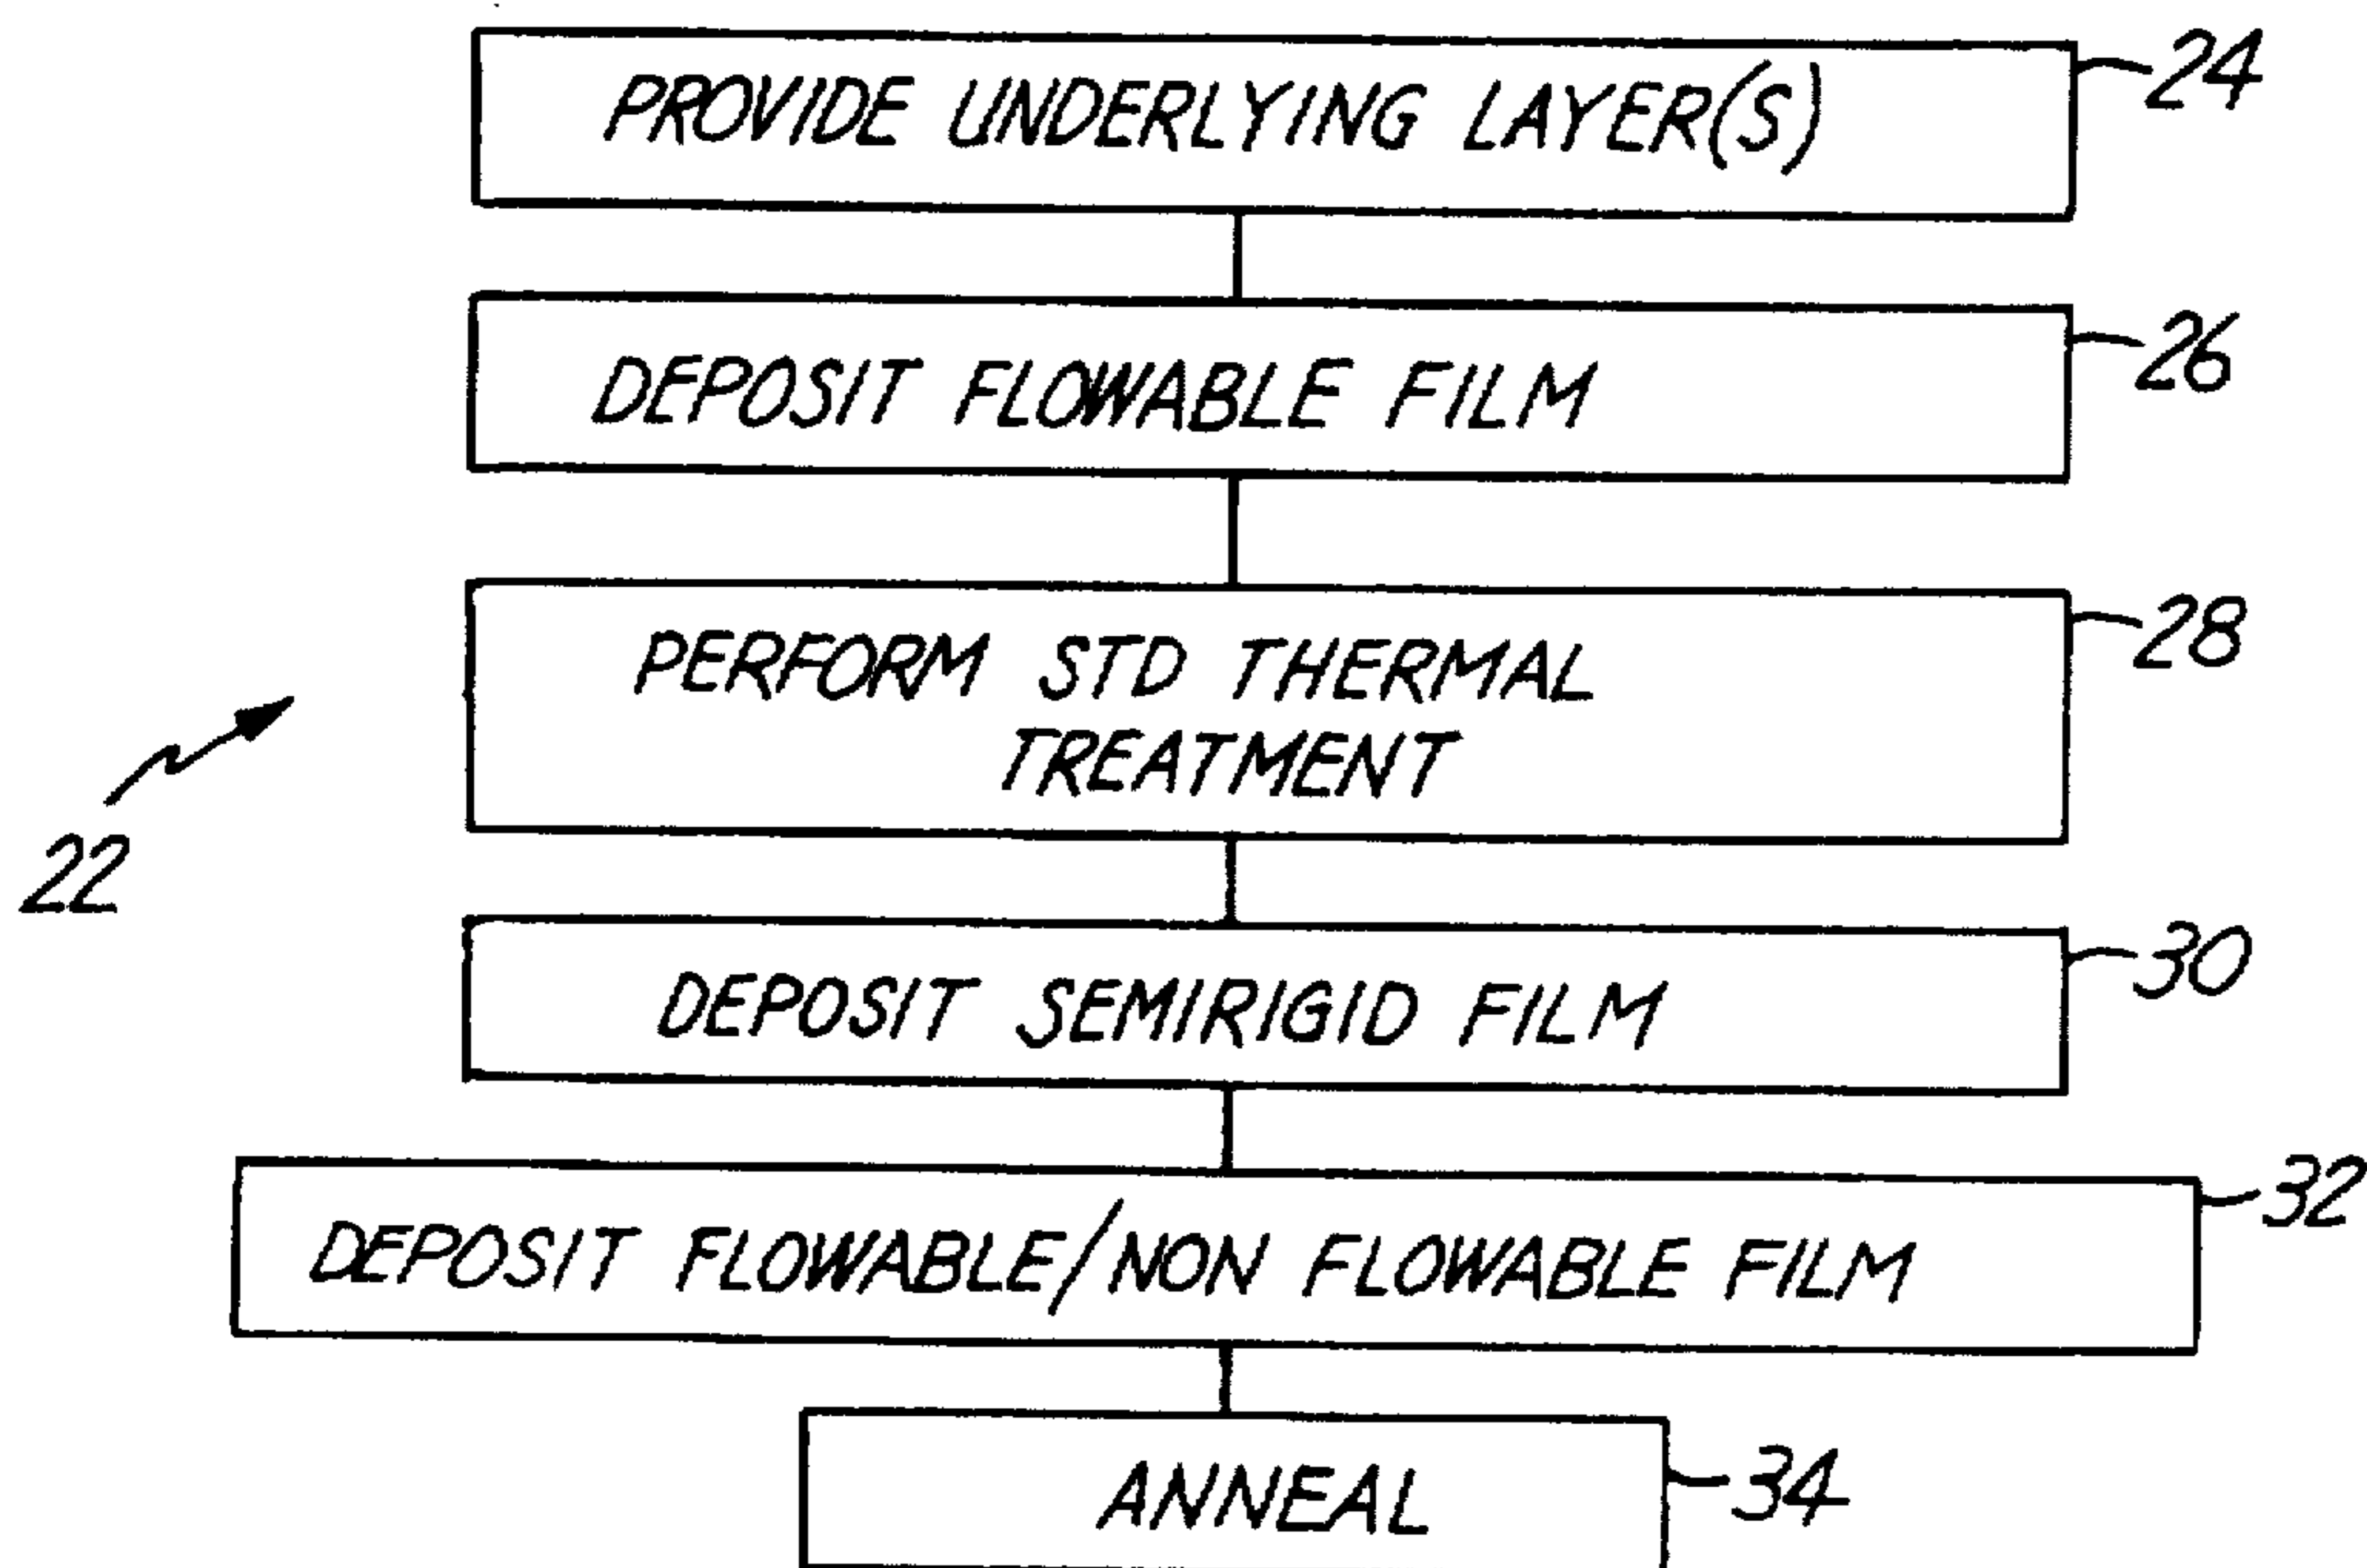 PROVIDE UNDERLYING LAYER(S)
24
DEPOSIT FLOWABLE FILM
26
PERFORM STD THERMAL
TREATMENT
28
22
DEPOSIT SEMIRIGID FILM
30
DEPOSIT FLOWABLE/NON FLOWABLE FILM
32
ANNEAL
34